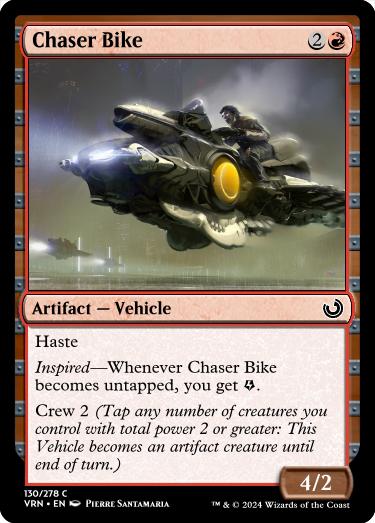 Chaser Bike 2
Artifact — Vehicle
Haste
Inspired—Whenever Chaser Bike
becomes untapped, you get .
Crew 2 (Tap any number of creatures you
control with total power 2 or greater: This
Vehicle becomes an artifact creature until
end of turn.)
4/2
130/278 C
VRN • EN Pierre Santamaria ™ & © 2024 Wizards of the Coast